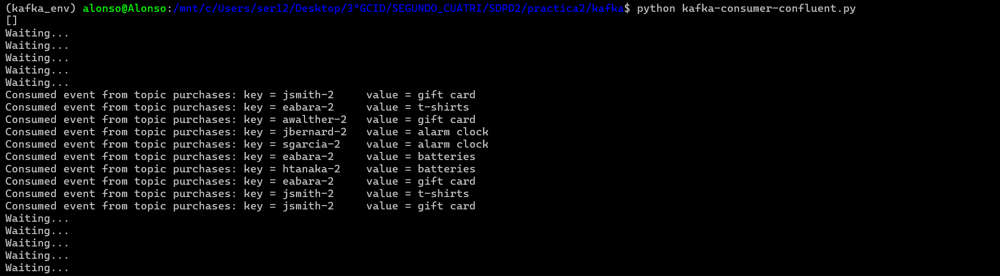 (kafka_env) alonso@Alonso:/mnt/c/Users/ser12/Desktop/3°GCID/SEGUNDO_CUATRI/SDPD2/practica2/kafka$ python kafka-consumer-confluent.py
[]
Waiting...
Waiting...
Waiting...
Waiting...
Waiting...
Consumed event from topic purchases: key = jsmith-2     value = gift card
Consumed event from topic purchases: key = eabara-2     value = t-shirts
Consumed event from topic purchases: key = awalther-2   value = gift card
Consumed event from topic purchases: key = jbernard-2   value = alarm clock
Consumed event from topic purchases: key = sgarcia-2    value = alarm clock
Consumed event from topic purchases: key = eabara-2     value = batteries
Consumed event from topic purchases: key = htanaka-2    value = batteries
Consumed event from topic purchases: key = eabara-2     value = gift card
Consumed event from topic purchases: key = jsmith-2     value = t-shirts
Consumed event from topic purchases: key = jsmith-2     value = gift card
Waiting...
Waiting...
Waiting...
Waiting...
Waiting...